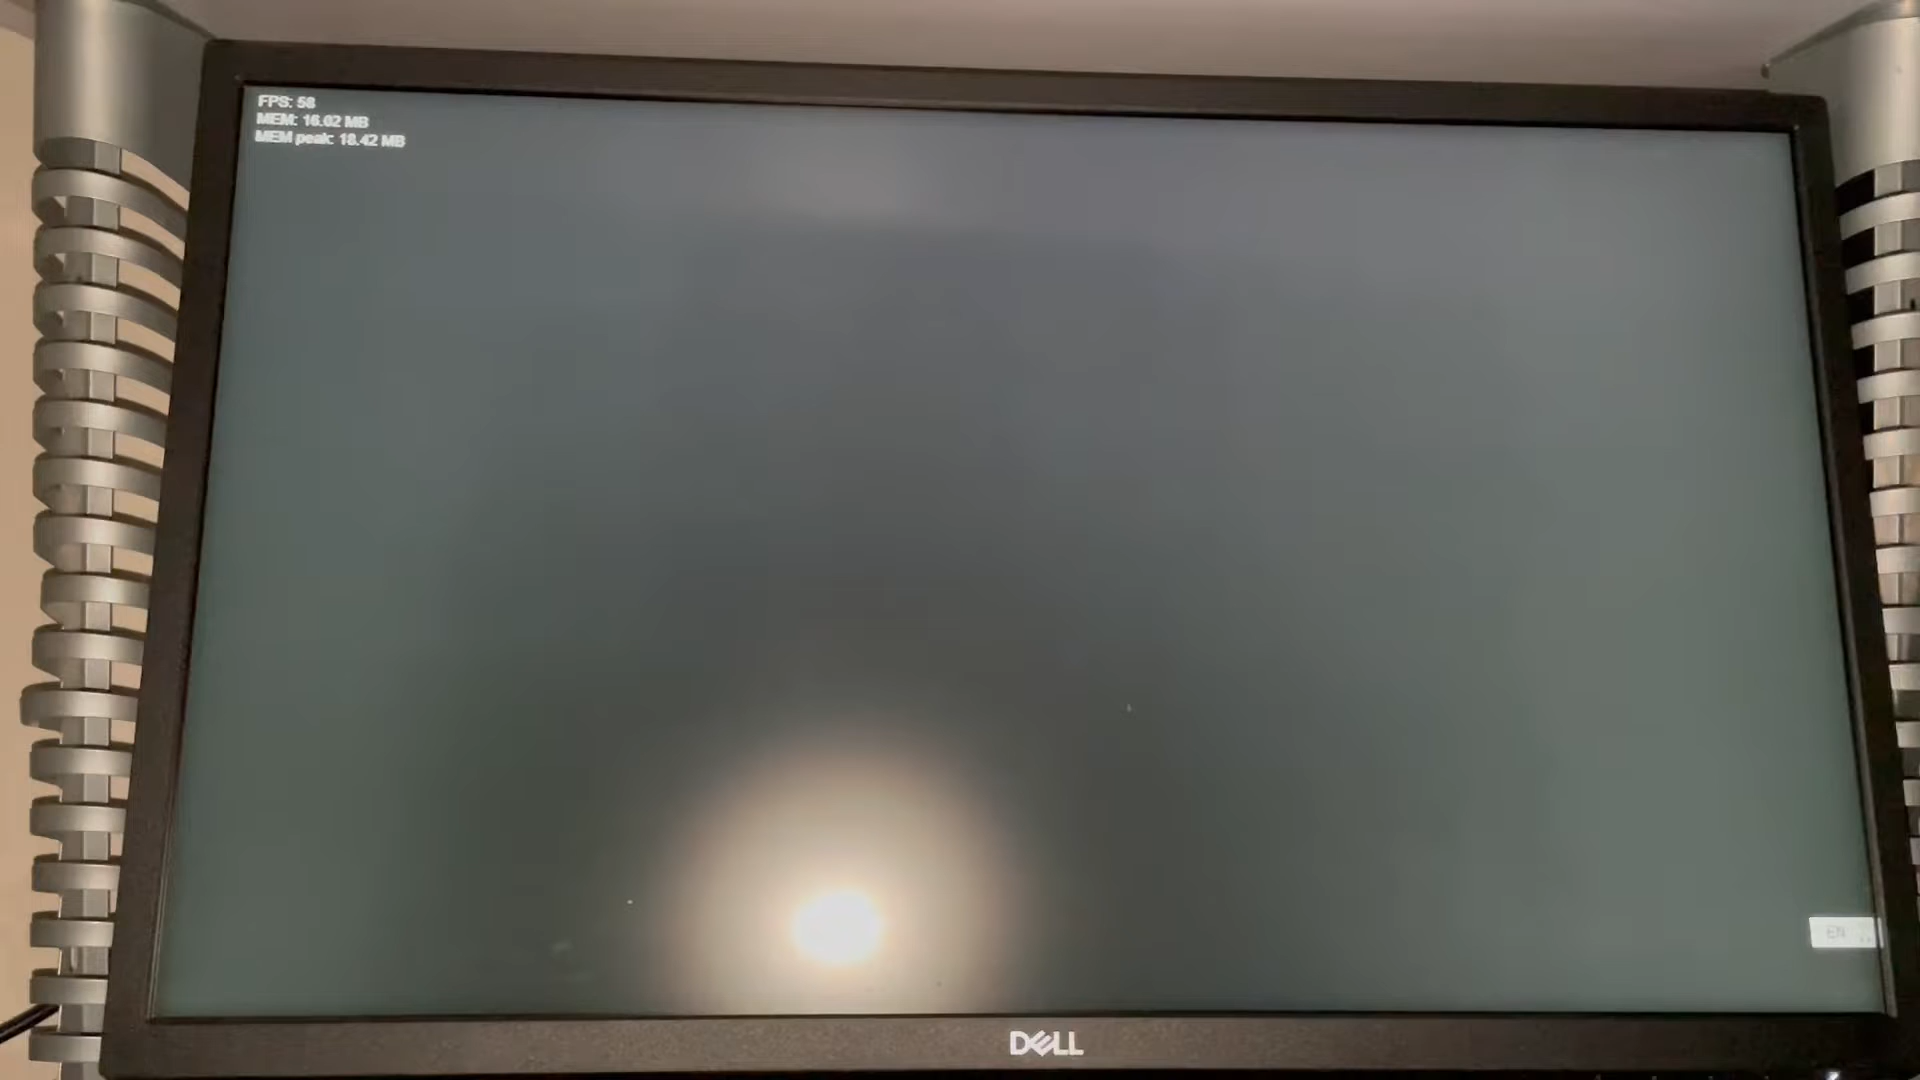 FPS: 58
MEM: 16.02 MB
MEM peak: 18.42 MB
EN
DELL